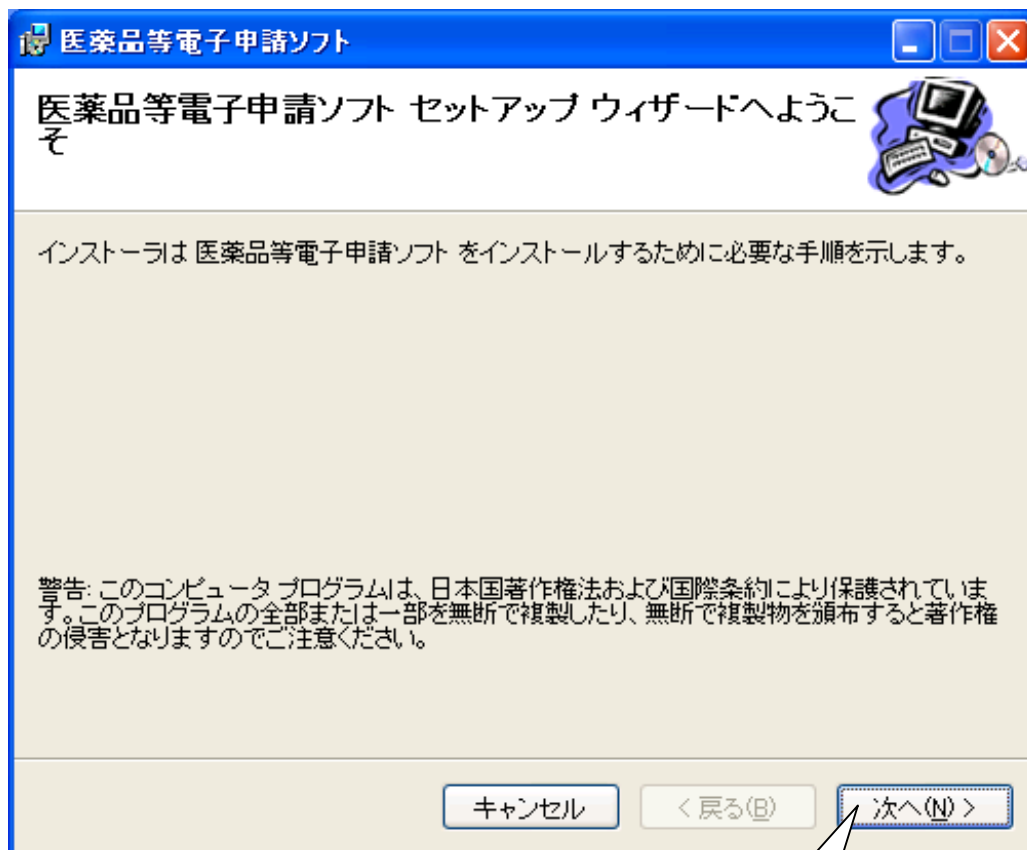 医薬品等電子申請ソフト
医薬品等電子申請ソフト セットアップ ウィザードへようこ
そ
インストーラは 医薬品等電子申請ソフト をインストールするために必要な手順を示します。
警告: このコンピュータ プログラムは、日本国著作権法および国際条約により保護されていま
す。このプログラムの全部または一部を無断で複製したり、無断で複製物を頒布すると著作権
の侵害となりますのでご注意ください。
キャンセル
< 戻る(B)
次へ(N) >